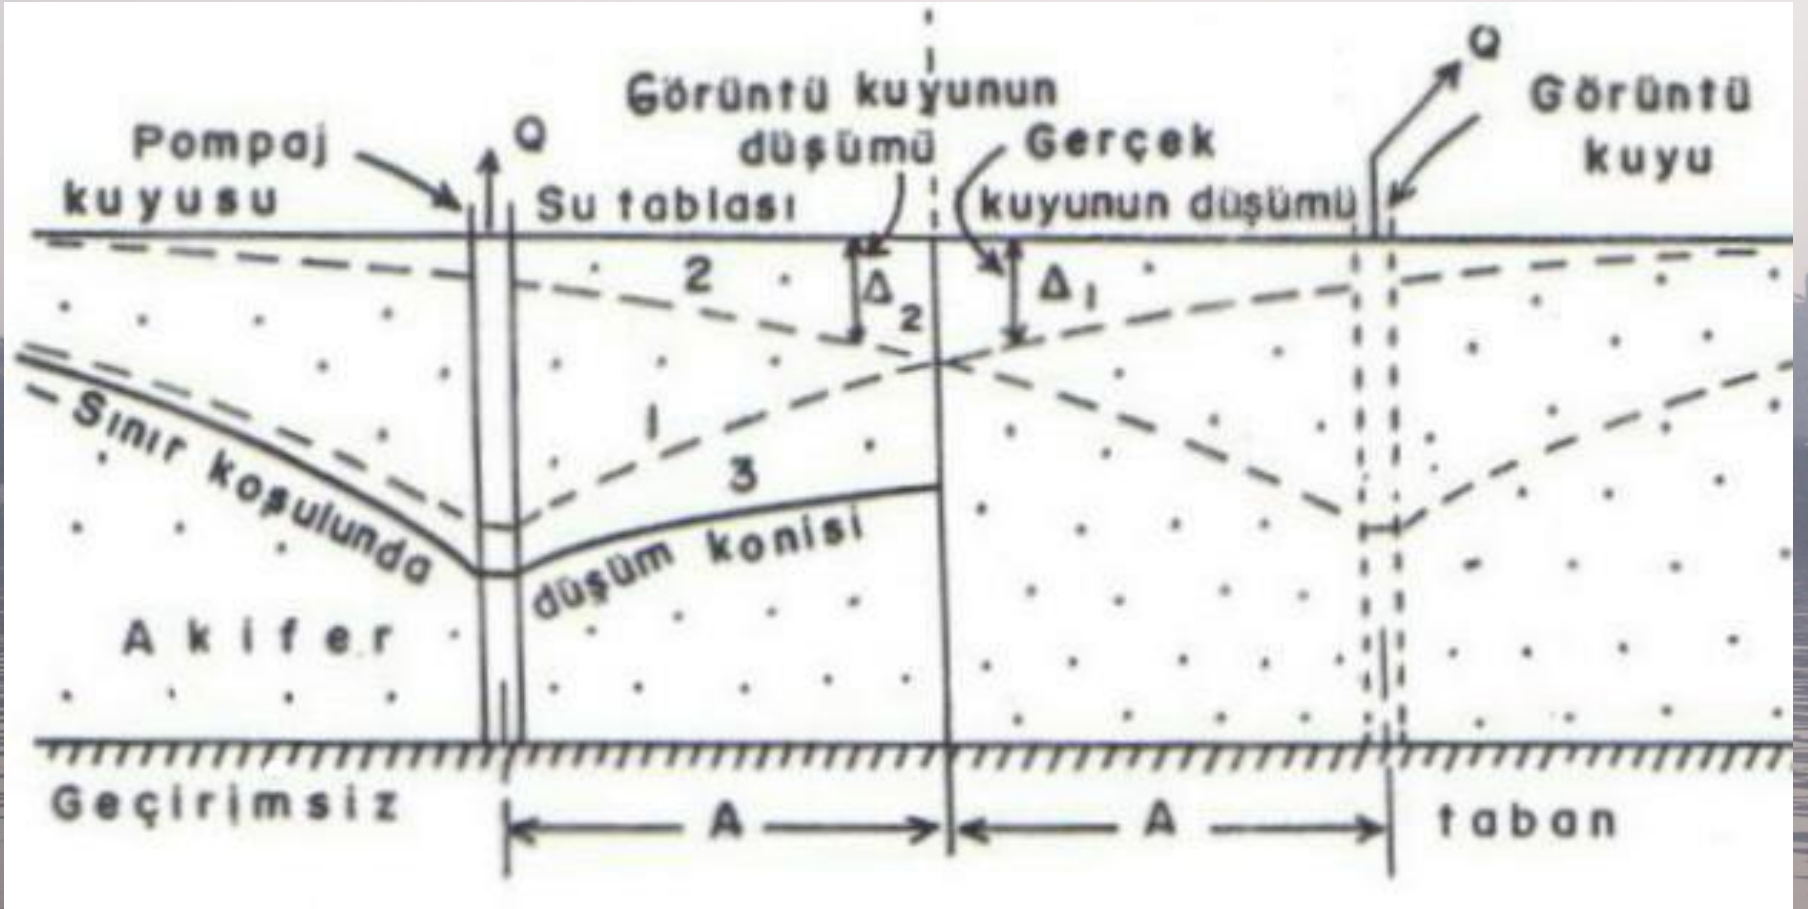 Q
Görüntü kuyunun
düşümü
Görüntü
kuyu
Pompaj
kuyusu
Q
Gerçek
kuyunun düşümü
Su tablası
2
Δ2
Δ1
1
3
Sınır koşulunda
düşüm konisi
Akifer
Geçirimsiz
A
A
taban